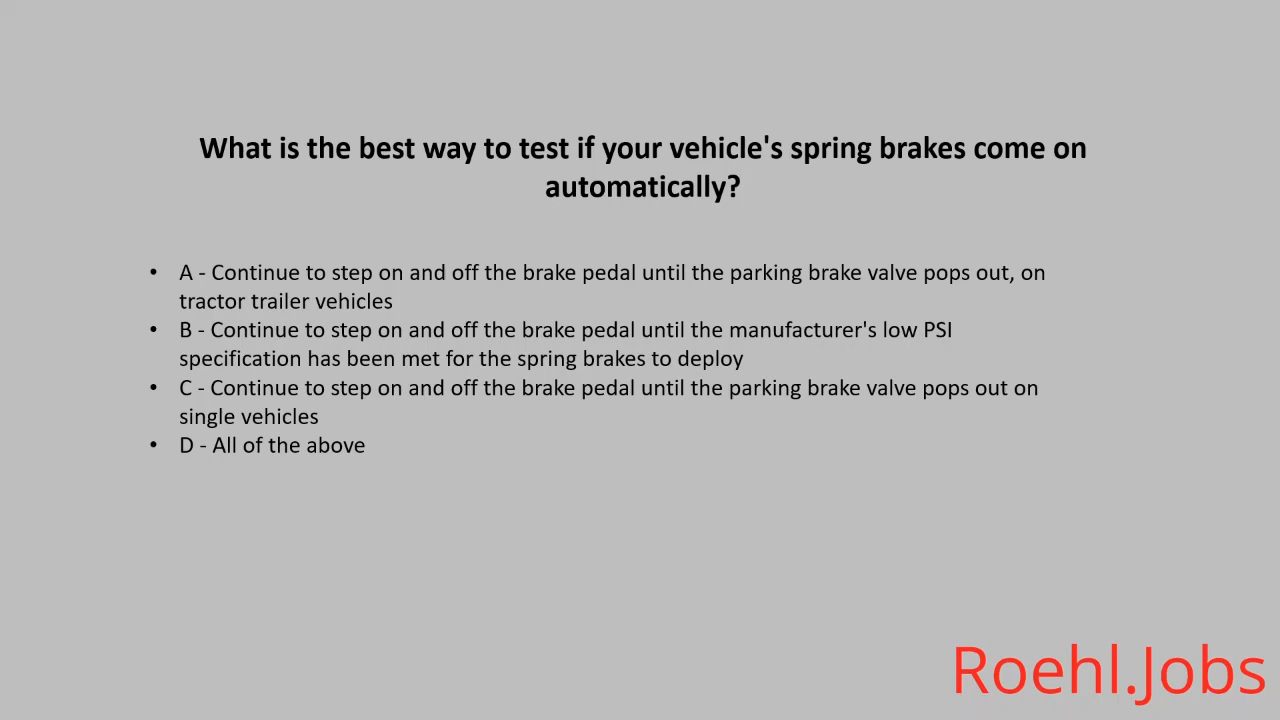 What is the best way to test if your vehicle's spring brakes come on
automatically?
• A - Continue to step on and off the brake pedal until the parking brake valve pops out, on
tractor trailer vehicles
• B - Continue to step on and off the brake pedal until the manufacturer's low PSI
specification has been met for the spring brakes to deploy
• C - Continue to step on and off the brake pedal until the parking brake valve pops out on
single vehicles
• D - All of the above
Roehl.Jobs